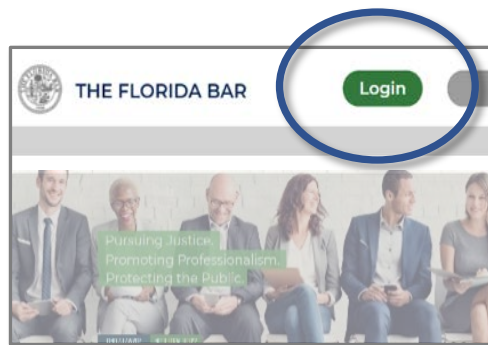 THE FLORIDA BAR
Login
Pursuing Justice.
Promoting Professionalism.
Protecting the Public.